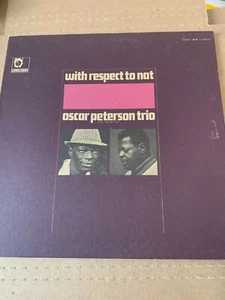 with respect to nat
oscar peterson trio